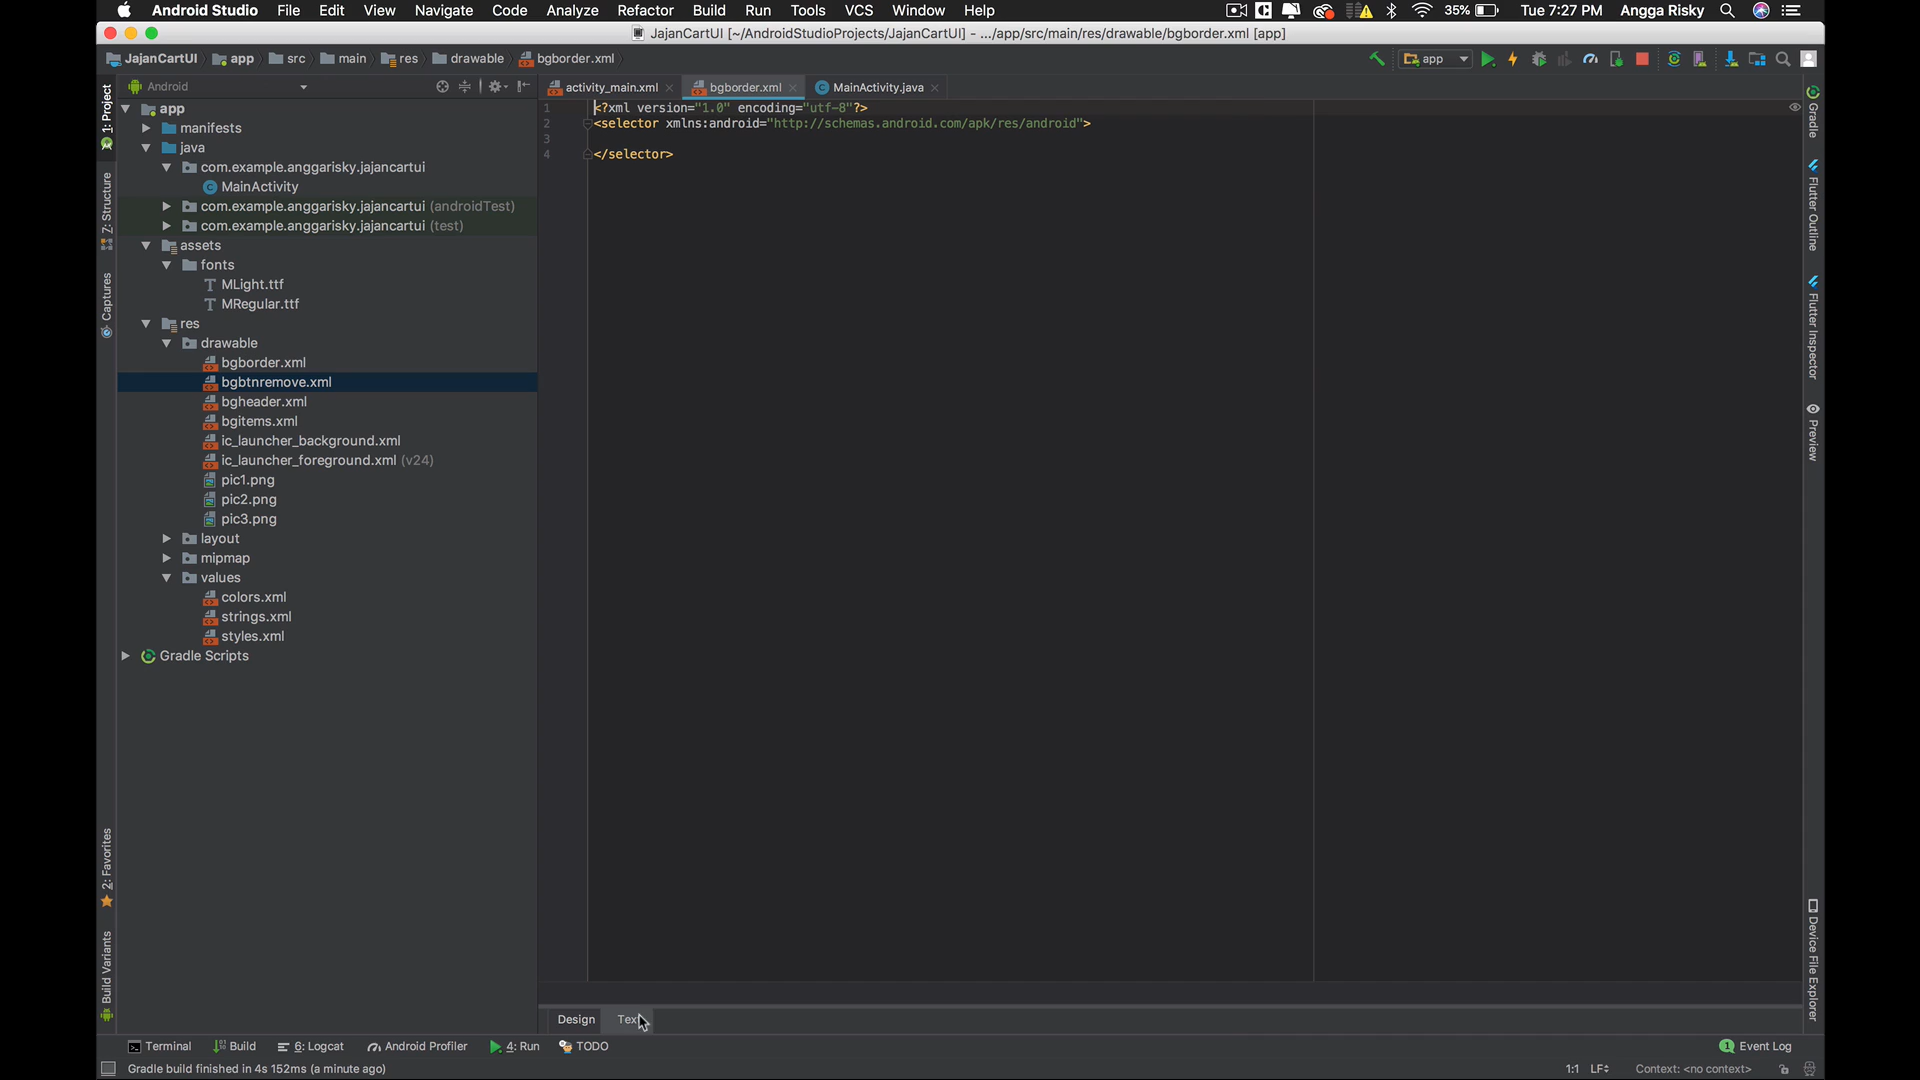 Android Studio File Edit View Navigate Code Analyze Refactor Build Run Tools VCS Window Help 35% Tue 7:27 PM Angga Risky
JajanCartUI [~/AndroidStudioProjects/JajanCartUI] - .../app/src/main/res/drawable/bgborder.xml [app]
JajanCartUI app src main res drawable bgborder.xml app
Android
activity_main.xml bgborder.xml MainActivity.java
1: Project
Z: Structure
Captures
2: Favorites
Build Variants
app
manifests
java
com.example.anggarisky.jajancartui
MainActivity
com.example.anggarisky.jajancartui (androidTest)
com.example.anggarisky.jajancartui (test)
assets
fonts
MLight.ttf
MRegular.ttf
res
drawable
bgborder.xml
bgbtnremove.xml
bgheader.xml
bgitems.xml
ic_launcher_background.xml
ic_launcher_foreground.xml (v24)
pic1.png
pic2.png
pic3.png
layout
mipmap
values
colors.xml
strings.xml
styles.xml
Gradle Scripts
1 <?xml version="1.0" encoding="utf-8"?>
2 <selector xmlns:android="http://schemas.android.com/apk/res/android">
3
4 </selector>
Gradle
Flutter Outline
Flutter Inspector
Preview
Device File Explorer
Design Text
Terminal Build 6: Logcat Android Profiler 4: Run TODO 1 Event Log
Gradle build finished in 4s 152ms (a minute ago) 1:1 LF Context: <no context>